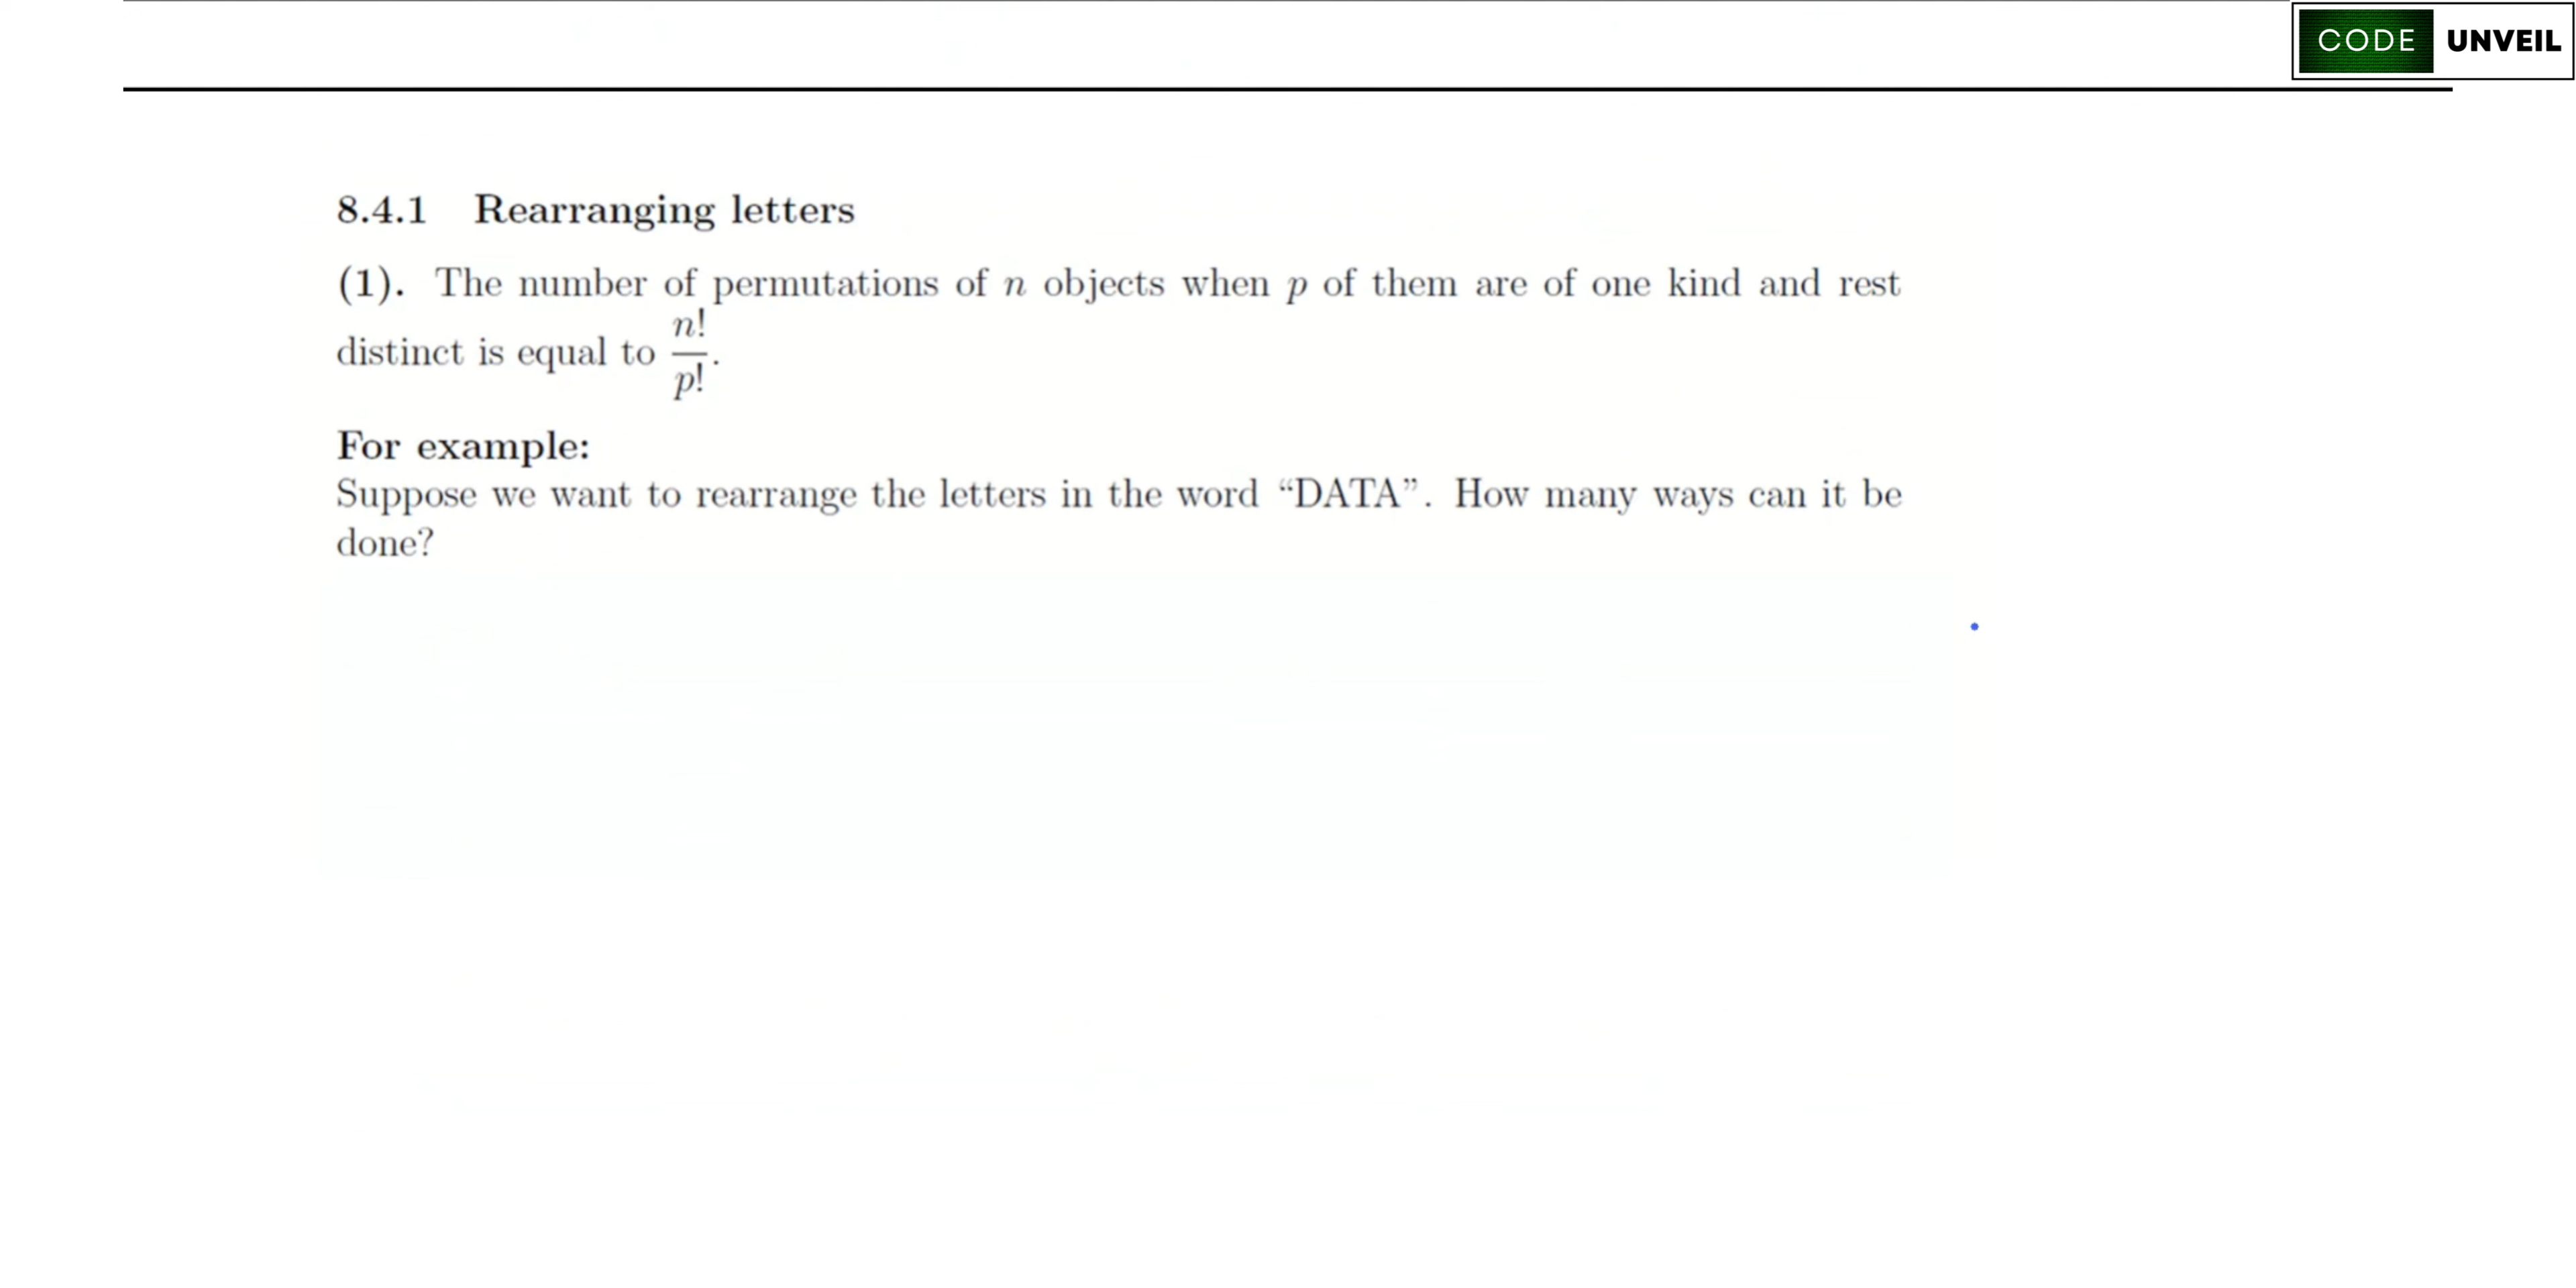 CODE UNVEIL
8.4.1 Rearranging letters
(1). The number of permutations of n objects when p of them are of one kind and rest
distinct is equal to n!/p!.
For example:
Suppose we want to rearrange the letters in the word “DATA”. How many ways can it be
done?